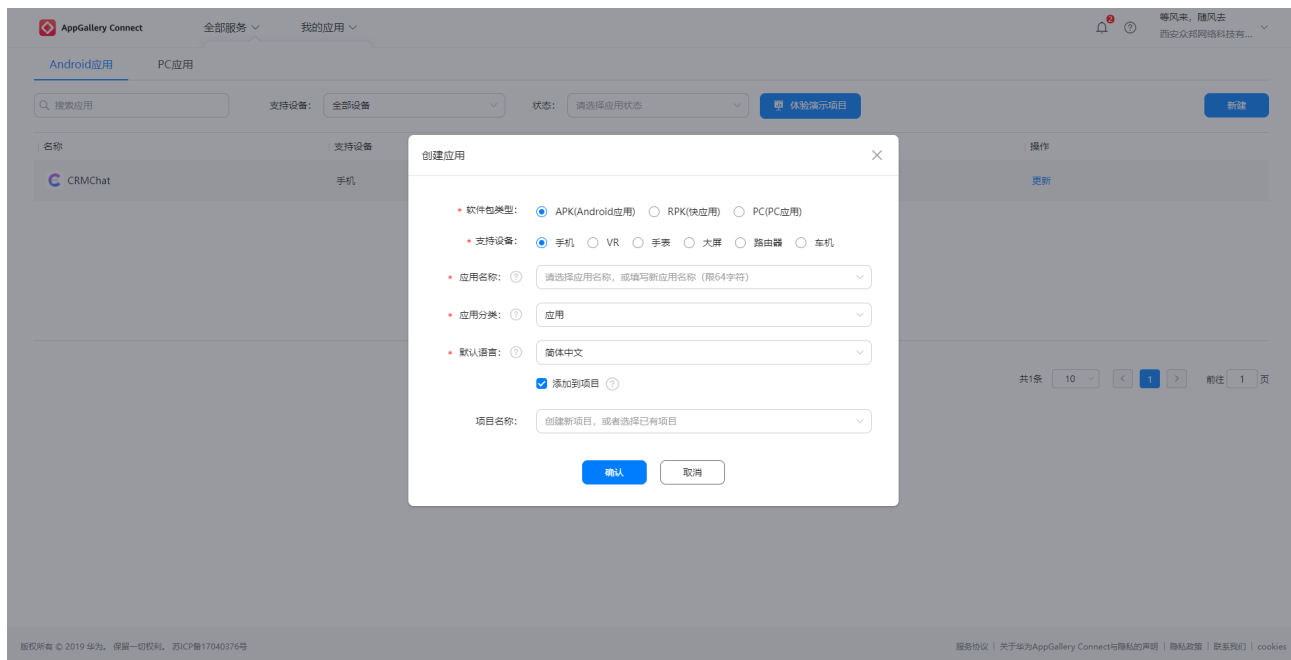 AppGallery Connect 全部服务 我的应用 2 等风来，随风去
西安众邦网络科技有...
Android应用 PC应用
搜索应用 支持设备： 全部设备 状态： 请选择应用状态 体验演示项目 新建
名称 支持设备 操作
CRMChat 手机 更新
创建应用
* 软件包类型： APK(Android应用) RPK(快应用) PC(PC应用)
* 支持设备： 手机 VR 手表 大屏 路由器 车机
* 应用名称： 请选择应用名称，或填写新应用名称（限64字符）
* 应用分类： 应用
* 默认语言： 简体中文
添加到项目
项目名称： 创建新项目，或者选择已有项目
确认 取消
共1条 10 < 1 > 前往 1 页
版权所有 © 2019 华为。 保留一切权利。 苏ICP备17040376号 服务协议 | 关于华为AppGallery Connect与隐私的声明 | 隐私政策 | 联系我们 | cookies